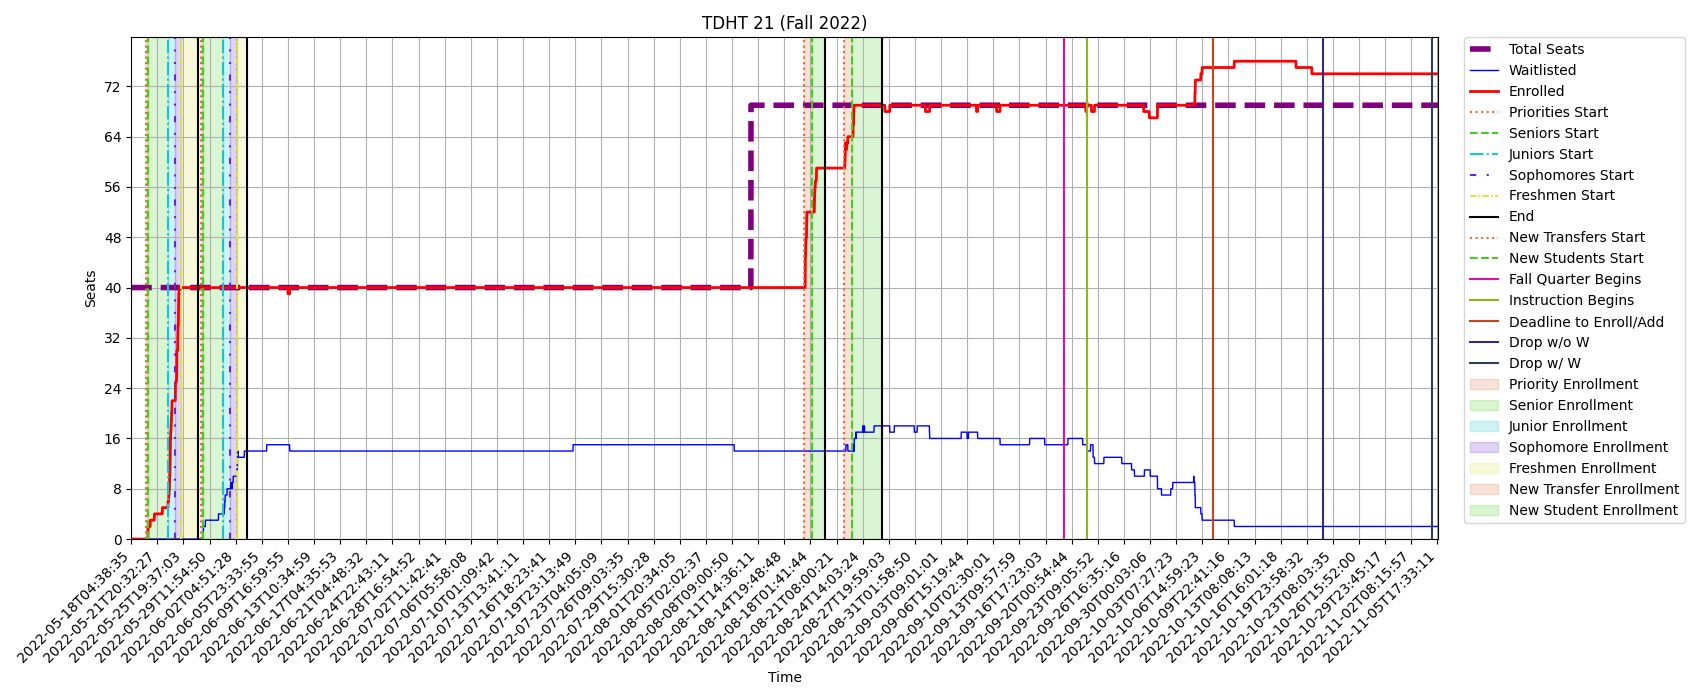 TDHT 21 (Fall 2022)
Seats
72
64
56
48
40
32
24
16
8
0
2022-05-18T04:38:35
2022-05-21T20:32:27
2022-05-25T19:37:03
2022-05-29T11:54:50
2022-06-02T04:51:28
2022-06-05T23:33:55
2022-06-09T16:59:55
2022-06-13T10:34:59
2022-06-17T04:35:53
2022-06-21T04:48:32
2022-06-24T22:43:11
2022-06-28T16:54:52
2022-07-02T11:42:41
2022-07-06T05:58:08
2022-07-10T01:09:42
2022-07-13T13:41:11
2022-07-16T18:23:41
2022-07-19T23:13:49
2022-07-23T04:05:09
2022-07-26T09:03:35
2022-07-29T15:30:28
2022-08-01T20:34:05
2022-08-05T02:02:37
2022-08-08T09:00:50
2022-08-11T14:36:11
2022-08-14T19:48:48
2022-08-18T01:41:44
2022-08-21T08:00:21
2022-08-24T14:03:24
2022-08-27T19:59:03
2022-08-31T01:58:50
2022-09-03T09:01:01
2022-09-06T15:19:44
2022-09-10T02:30:01
2022-09-13T09:57:59
2022-09-16T17:23:03
2022-09-20T00:54:44
2022-09-23T09:05:52
2022-09-26T16:35:16
2022-09-30T00:03:06
2022-10-03T07:27:23
2022-10-06T14:59:23
2022-10-09T22:41:16
2022-10-13T08:08:13
2022-10-16T16:01:18
2022-10-19T23:58:32
2022-10-23T08:03:35
2022-10-26T15:52:00
2022-10-29T23:45:17
2022-11-02T08:15:57
2022-11-05T17:33:11
Time
Total Seats
Waitlisted
Enrolled
Priorities Start
Seniors Start
Juniors Start
Sophomores Start
Freshmen Start
End
New Transfers Start
New Students Start
Fall Quarter Begins
Instruction Begins
Deadline to Enroll/Add
Drop w/o W
Drop w/ W
Priority Enrollment
Senior Enrollment
Junior Enrollment
Sophomore Enrollment
Freshmen Enrollment
New Transfer Enrollment
New Student Enrollment